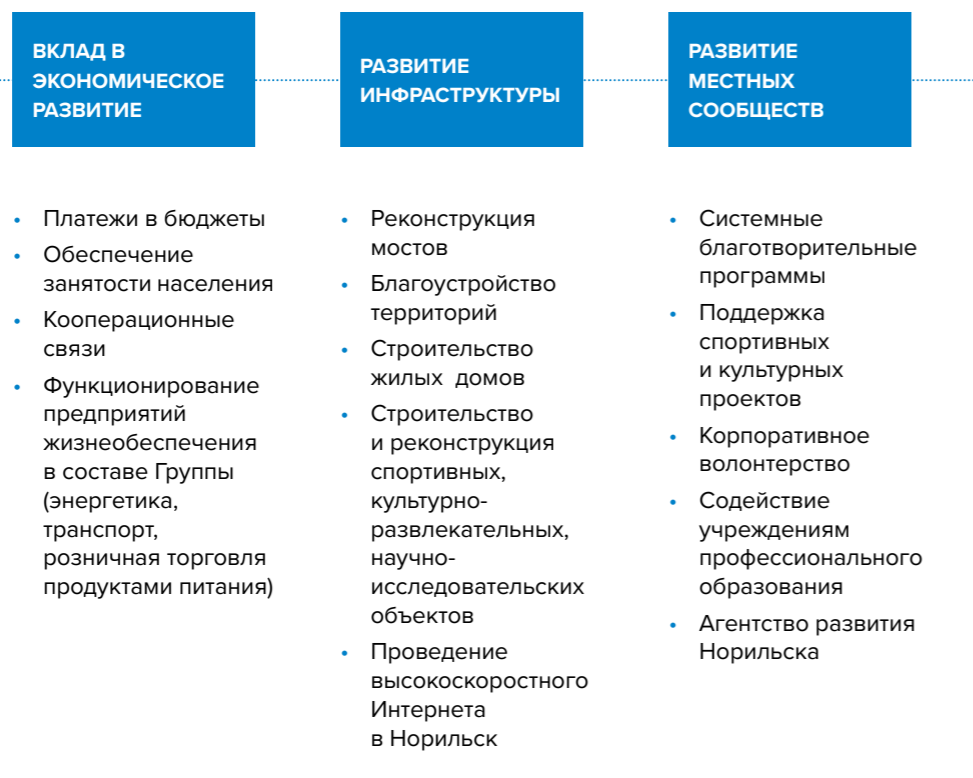 ВКЛАД В
ЭКОНОМИЧЕСКОЕ
РАЗВИТИЕ
• Платежи в бюджеты
• Обеспечение
занятости населения
• Кооперационные
связи
• Функционирование
предприятий
жизнеобеспечения
в составе Группы
(энергетика,
транспорт,
розничная торговля
продуктами питания)
РАЗВИТИЕ
ИНФРАСТРУКТУРЫ
• Реконструкция
мостов
• Благоустройство
территорий
• Строительство
жилых домов
• Строительство
и реконструкция
спортивных,
культурно-
развлекательных,
научно-
исследовательских
объектов
• Проведение
высокоскоростного
Интернета
в Норильск
РАЗВИТИЕ
МЕСТНЫХ
СООБЩЕСТВ
• Системные
благотворительные
программы
• Поддержка
спортивных
и культурных
проектов
• Корпоративное
волонтерство
• Содействие
учреждениям
профессионального
образования
• Агентство развития
Норильска